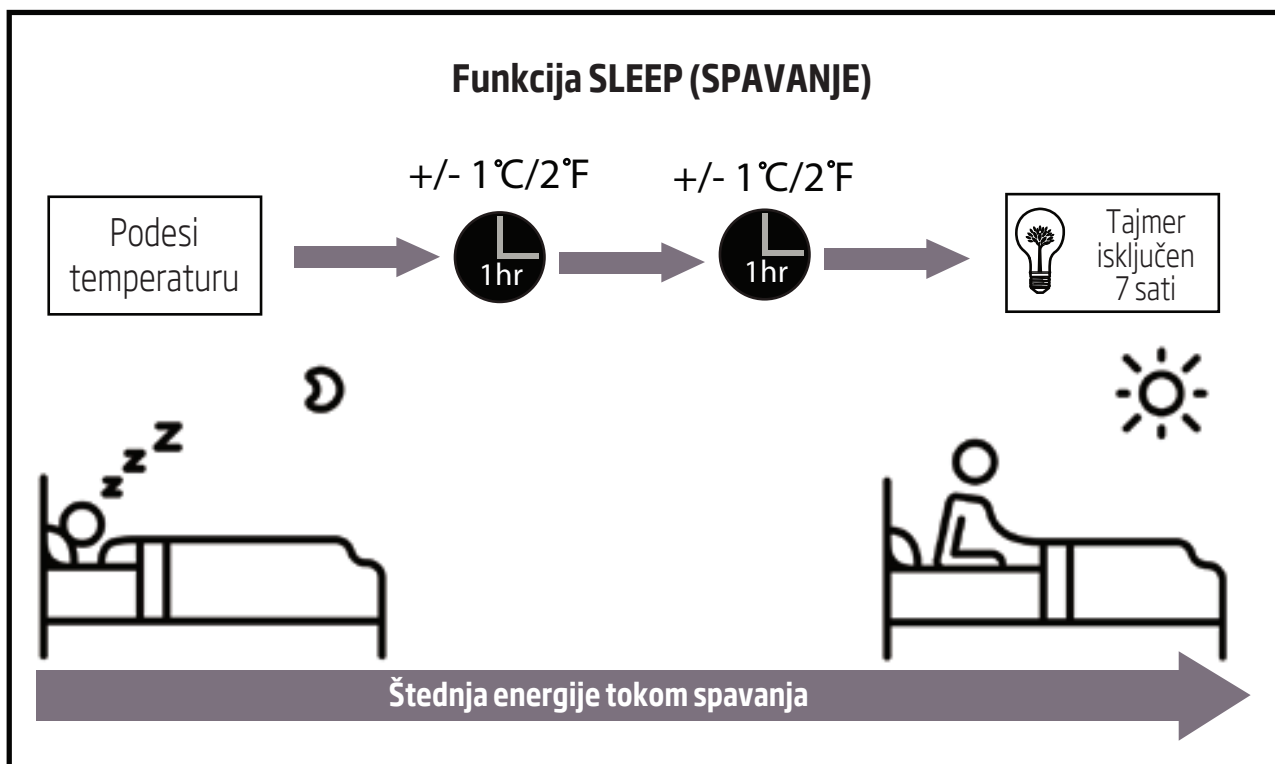 Funkcija SLEEP (SPAVANJE)
+/- 1°C/2°F
+/- 1°C/2°F
Podesi
temperaturu
1hr
1hr
Tajmer
isključen
7 sati
z z Z
Štednja energije tokom spavanja